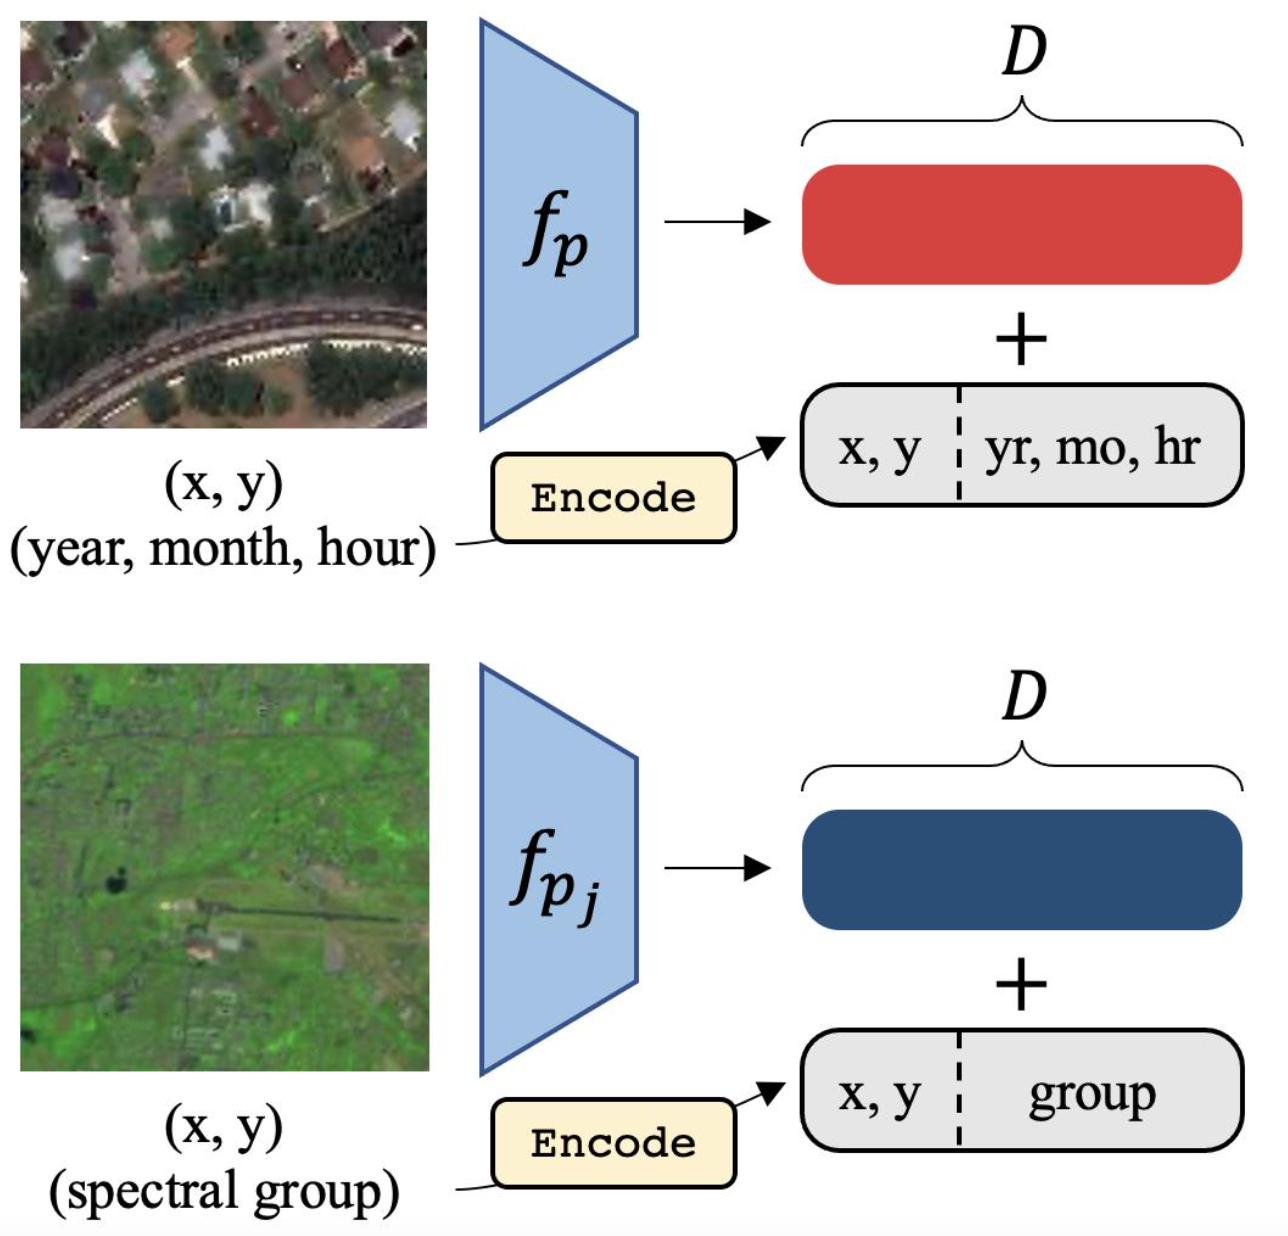 D
f_p
+
x, y
yr, mo, hr
(x, y)
Encode
(year, month, hour)
D
f_{p_j}
+
x, y
group
(x, y)
Encode
(spectral group)